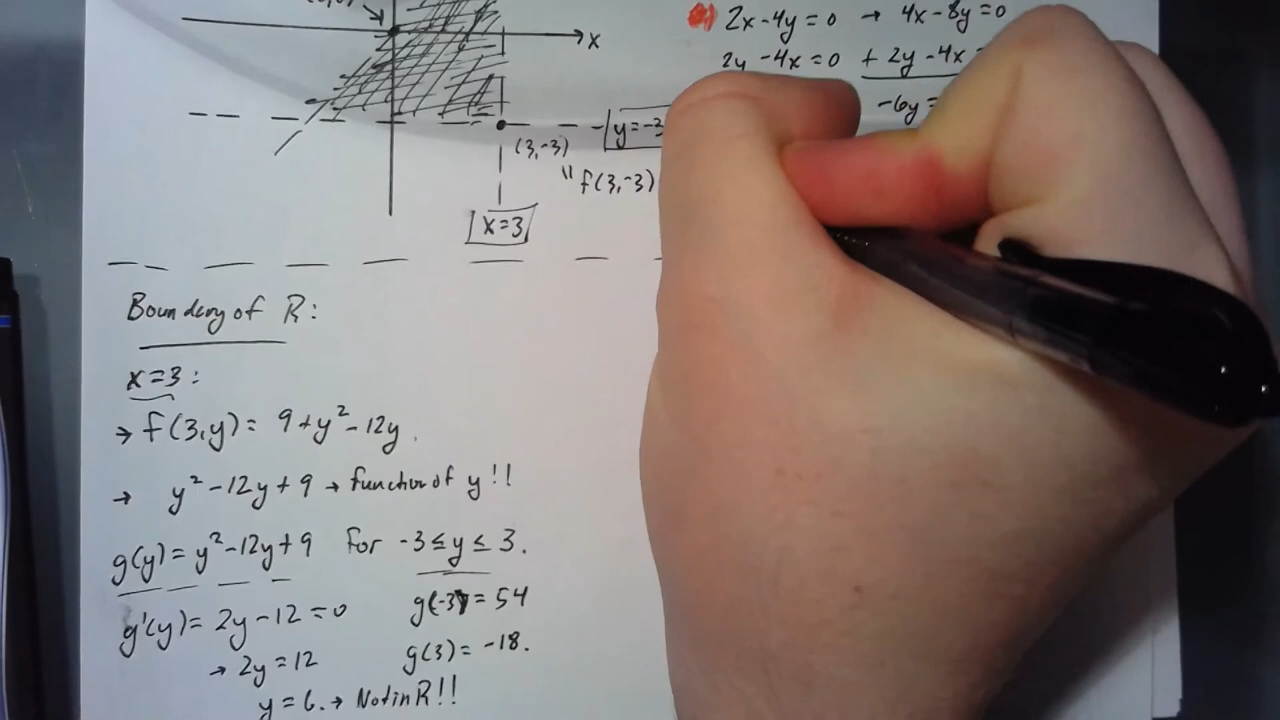 x
2x-4y=0 → 4x-8y=0
2y-4x=0 + 2y-4x
-6y=
y=-3
(3,-3)
"f(3,-3)
x=3
Boundary of R:
x=3:
→ f(3,y)= 9+y²-12y.
→ y²-12y+9 → function of y!!
g(y)=y²-12y+9 for -3≤y≤3.
g'(y)=2y-12=0 g(-3)=54
→ 2y=12 g(3)=-18.
y=6. → Not in R!!